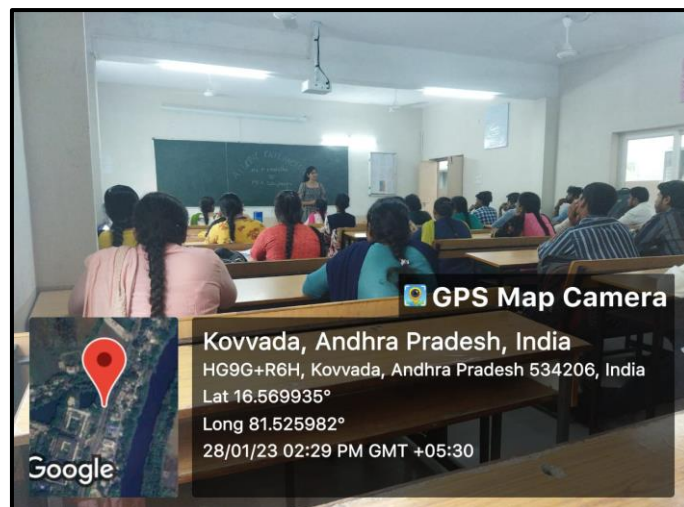 GPS Map Camera
Kovvada, Andhra Pradesh, India
HG9G+R6H, Kovvada, Andhra Pradesh 534206, India
Lat 16.569935°
Long 81.525982°
28/01/23 02:29 PM GMT +05:30
Google